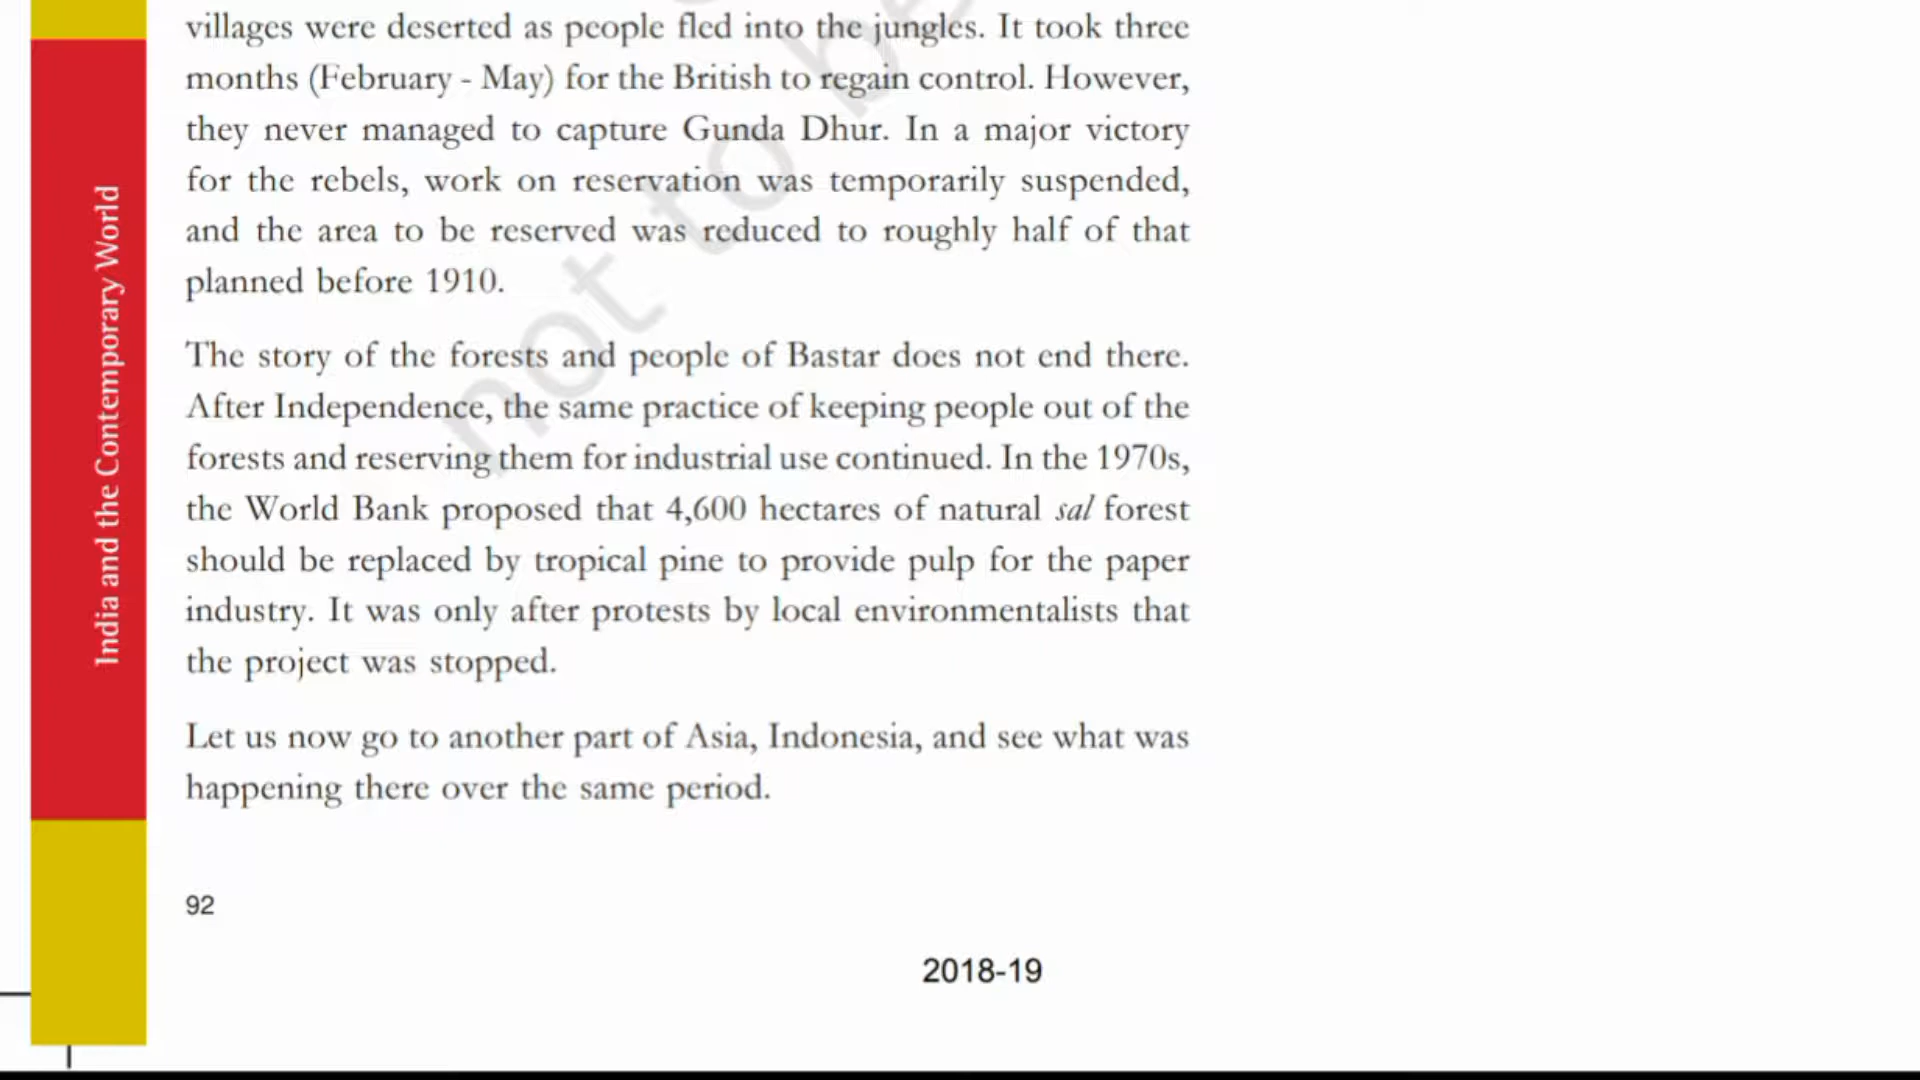 villages were deserted as people fled into the jungles. It took three
months (February - May) for the British to regain control. However,
they never managed to capture Gunda Dhur. In a major victory
for the rebels, work on reservation was temporarily suspended,
and the area to be reserved was reduced to roughly half of that
planned before 1910.
The story of the forests and people of Bastar does not end there.
After Independence, the same practice of keeping people out of the
forests and reserving them for industrial use continued. In the 1970s,
the World Bank proposed that 4,600 hectares of natural sal forest
should be replaced by tropical pine to provide pulp for the paper
industry. It was only after protests by local environmentalists that
the project was stopped.
Let us now go to another part of Asia, Indonesia, and see what was
happening there over the same period.
92
2018-19
India and the Contemporary World
not to be